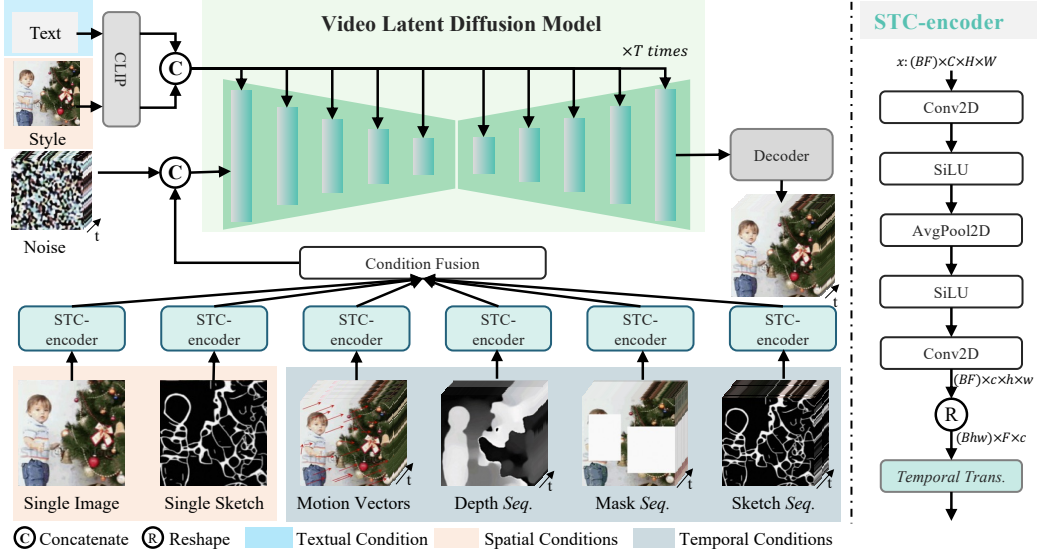 Text
Style
CLIP
C
Video Latent Diffusion Model
×T times
Noise
t
C
Decoder
t
Condition Fusion
STC-encoder
STC-encoder
STC-encoder
STC-encoder
STC-encoder
STC-encoder
Single Image
Single Sketch
Motion Vectors
t
Depth Seq.
t
Mask Seq.
t
Sketch Seq.
t
C Concatenate
R Reshape
Textual Condition
Spatial Conditions
Temporal Conditions
STC-encoder
x: (BF)×C×H×W
Conv2D
SiLU
AvgPool2D
SiLU
Conv2D
(BF)×c×h×w
R
(Bhw)×F×c
Temporal Trans.